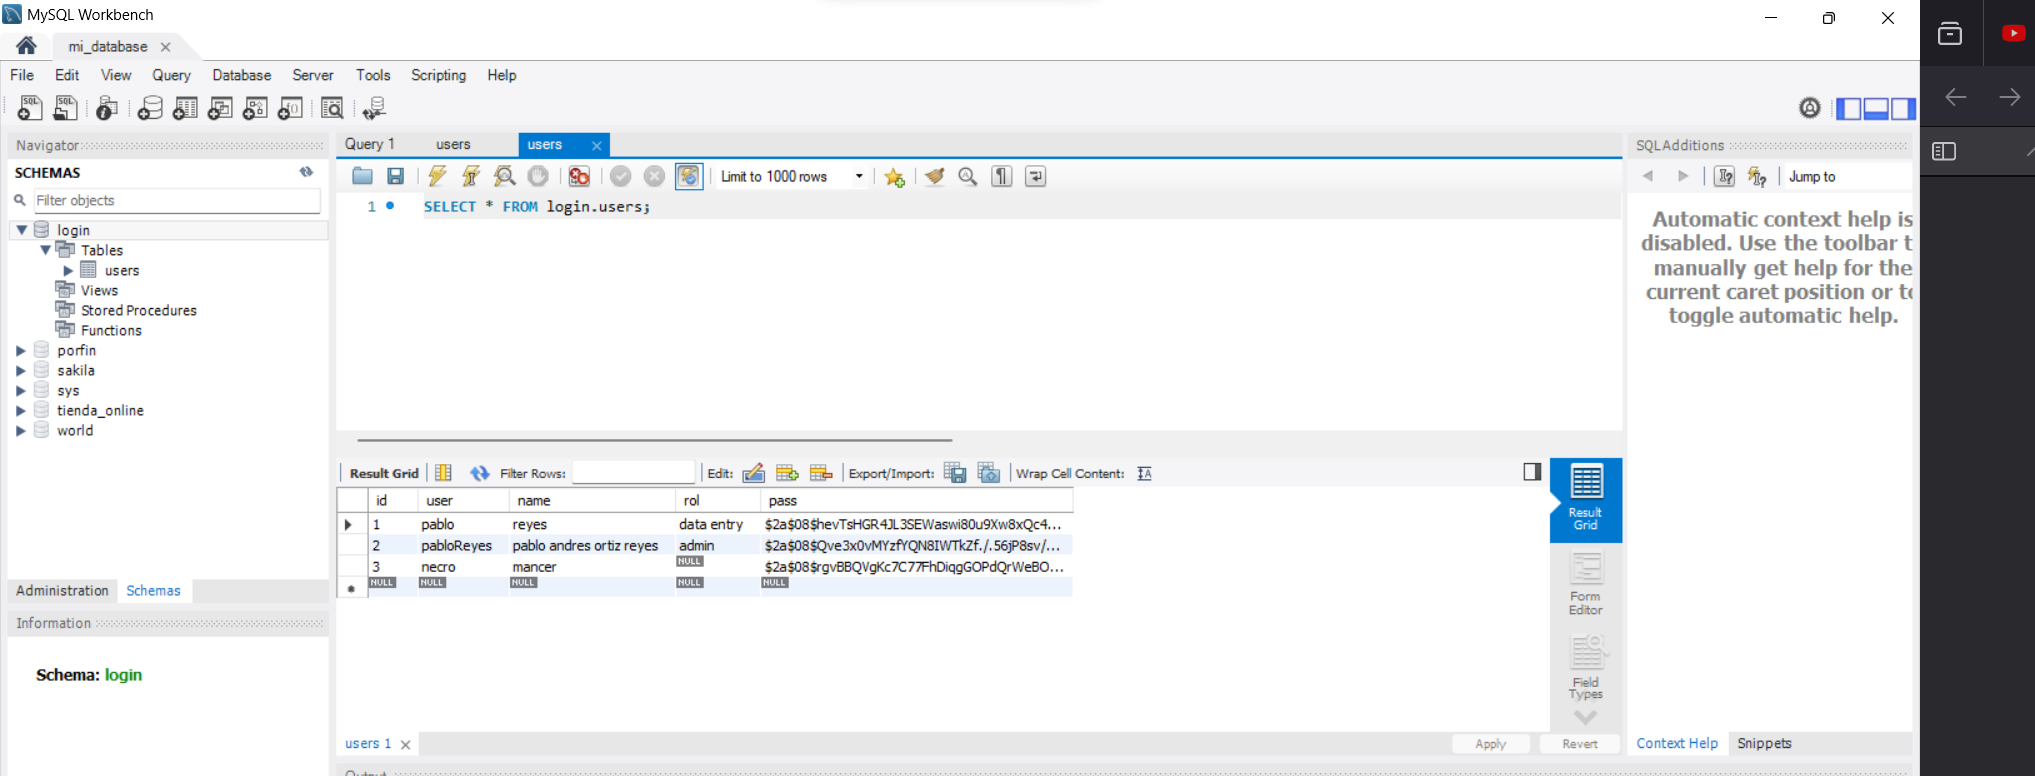 MySQL Workbench
mi_database
File Edit View Query Database Server Tools Scripting Help
Navigator
SCHEMAS
Filter objects
login
Tables
users
Views
Stored Procedures
Functions
porfin
sakila
sys
tienda_online
world
Administration Schemas
Information
Schema: login
Query 1 users users
Limit to 1000 rows
1 SELECT * FROM login.users;
Result Grid Filter Rows: Edit: Export/Import: Wrap Cell Content:
id user name rol pass
1 pablo reyes data entry $2a$08$hevTsHGR4JL3SEWaswi80u9Xw8xQc4...
2 pabloReyes pablo andres ortiz reyes admin $2a$08$Qve3x0vMYzfYQN8IWTkZf./.56jP8sv/...
3 necro mancer NULL $2a$08$rgvBBQVgKc7C77FhDiqgGOPdQrWeBO...
NULL NULL NULL NULL NULL
Result
Grid
Form
Editor
Field
Types
users 1
Apply Revert
SQLAdditions
Jump to
Automatic context help is
disabled. Use the toolbar t
manually get help for the
current caret position or to
toggle automatic help.
Context Help Snippets
Output